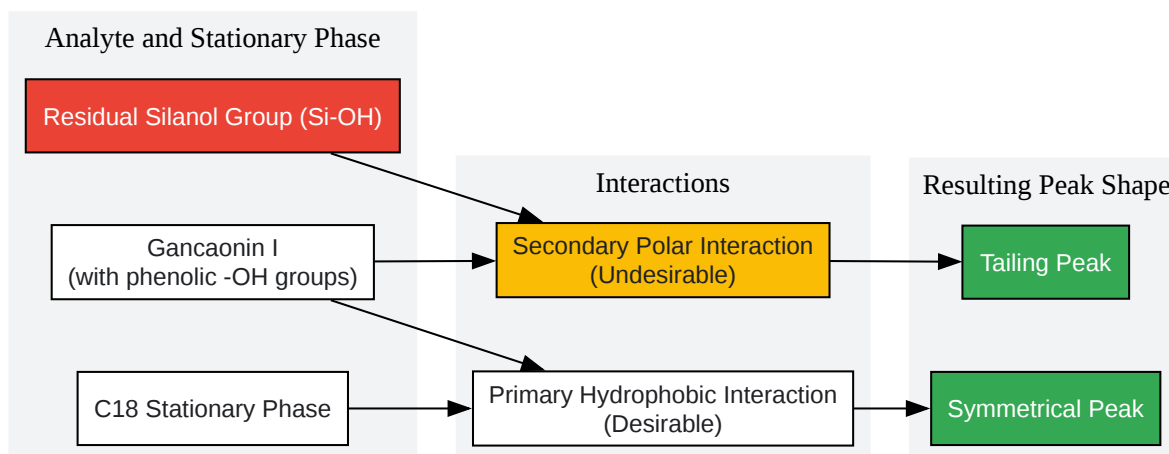 Analyte and Stationary Phase
Residual Silanol Group (Si-OH)
Gancaonin I
(with phenolic -OH groups)
C18 Stationary Phase
Interactions
Secondary Polar Interaction
(Undesirable)
Primary Hydrophobic Interaction
(Desirable)
Resulting Peak Shape
Tailing Peak
Symmetrical Peak